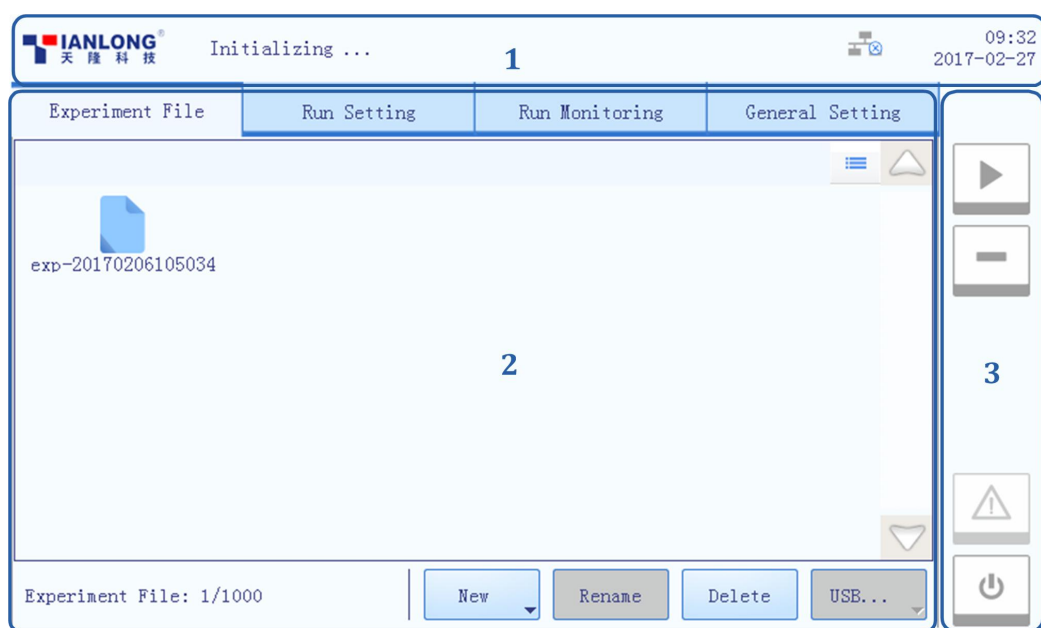 TIANLONG®
天隆科技
Initializing ...
1
09:32
2017-02-27
Experiment File
Run Setting
Run Monitoring
General Setting
exp-20170206105034
2
3
Experiment File: 1/1000
New
Rename
Delete
USB...